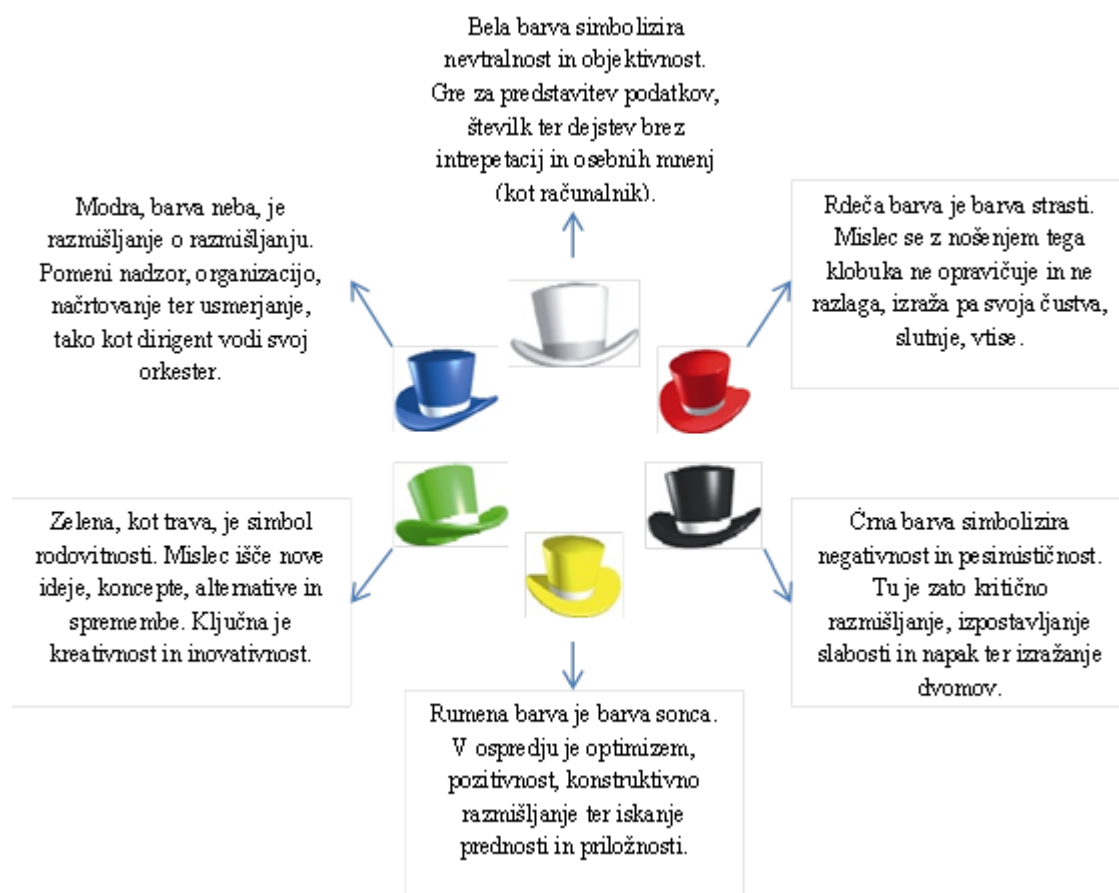 Bela barva simbolizira
nevtralnost in objektivnost.
Gre za predstavitev podatkov,
številk ter dejstev brez
intrepetacij in osebnih mnenj
(kot računalnik).
Modra, barva neba, je
razmišljanje o razmišljanju.
Pomeni nadzor, organizacijo,
načrtovanje ter usmerjanje,
tako kot dirigent vodi svoj
orkester.
Rdeča barva je barva strasti.
Mislec se z nošenjem tega
klobuka ne opravičuje in ne
razlaga, izraža pa svoja čustva,
slutnje, vtise.
Zelena, kot trava, je simbol
rodovitnosti. Mislec išče nove
ideje, koncepte, alternative in
spremembe. Ključna je
kreativnost in inovativnost.
Črna barva simbolizira
negativnost in pesimističnost.
Tu je zato kritično
razmišljanje, izpostavljanje
slabosti in napak ter izražanje
dvomov.
Rumena barva je barva sonca.
V ospredju je optimizem,
pozitivnost, konstruktivno
razmišljanje ter iskanje
prednosti in priložnosti.